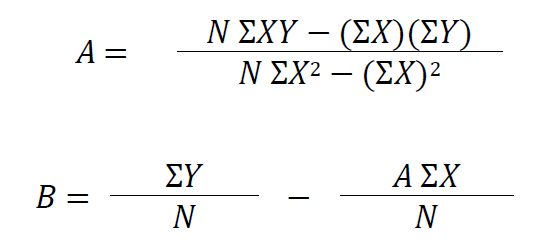 A = N ΣXY − (ΣX)(ΣY)
N ΣX² − (ΣX)²
B = ΣY − A ΣX
N N